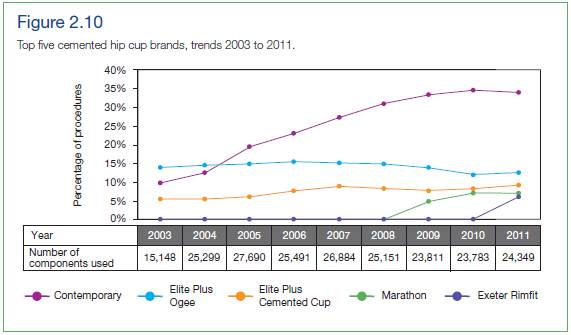 Figure 2.10
Top five cemented hip cup brands, trends 2003 to 2011.
Percentage of procedures
40%
35%
30%
25%
20%
15%
10%
5%
0%
Year 2003 2004 2005 2006 2007 2008 2009 2010 2011
Number of
components used 15,148 25,299 27,690 25,491 26,884 25,151 23,811 23,783 24,349
Contemporary
Elite Plus
Ogee
Elite Plus
Cemented Cup
Marathon
Exeter Rimfit